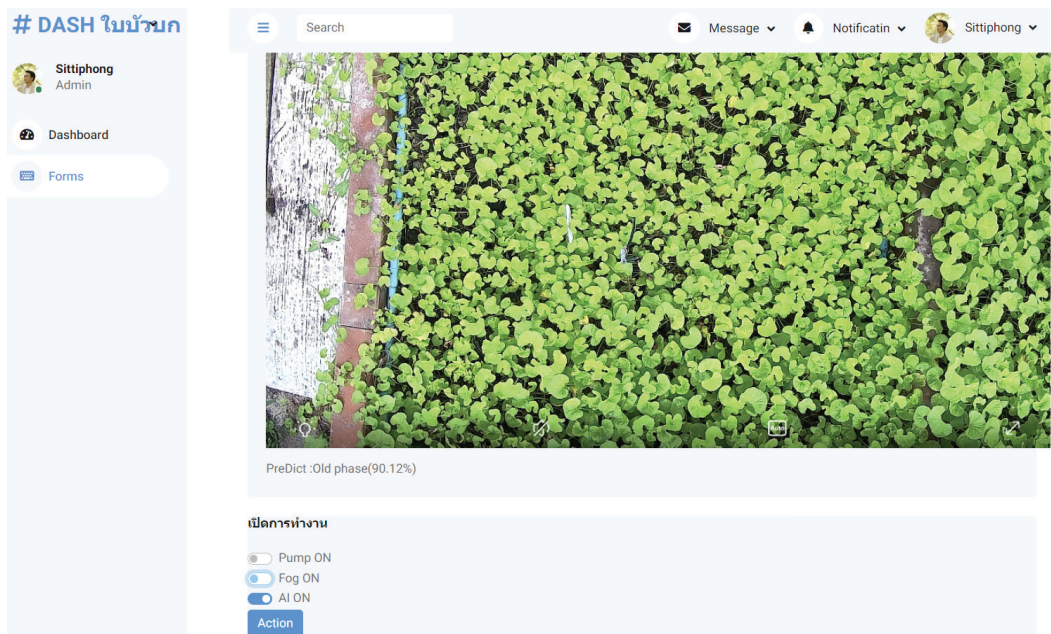 # DASH ใบบัวบก
Sittiphong
Admin
Dashboard
Forms
Search
Message
Notificatin
Sittiphong
Auto
PreDict :Old phase(90.12%)
เปิดการทำงาน
Pump ON
Fog ON
AI ON
Action